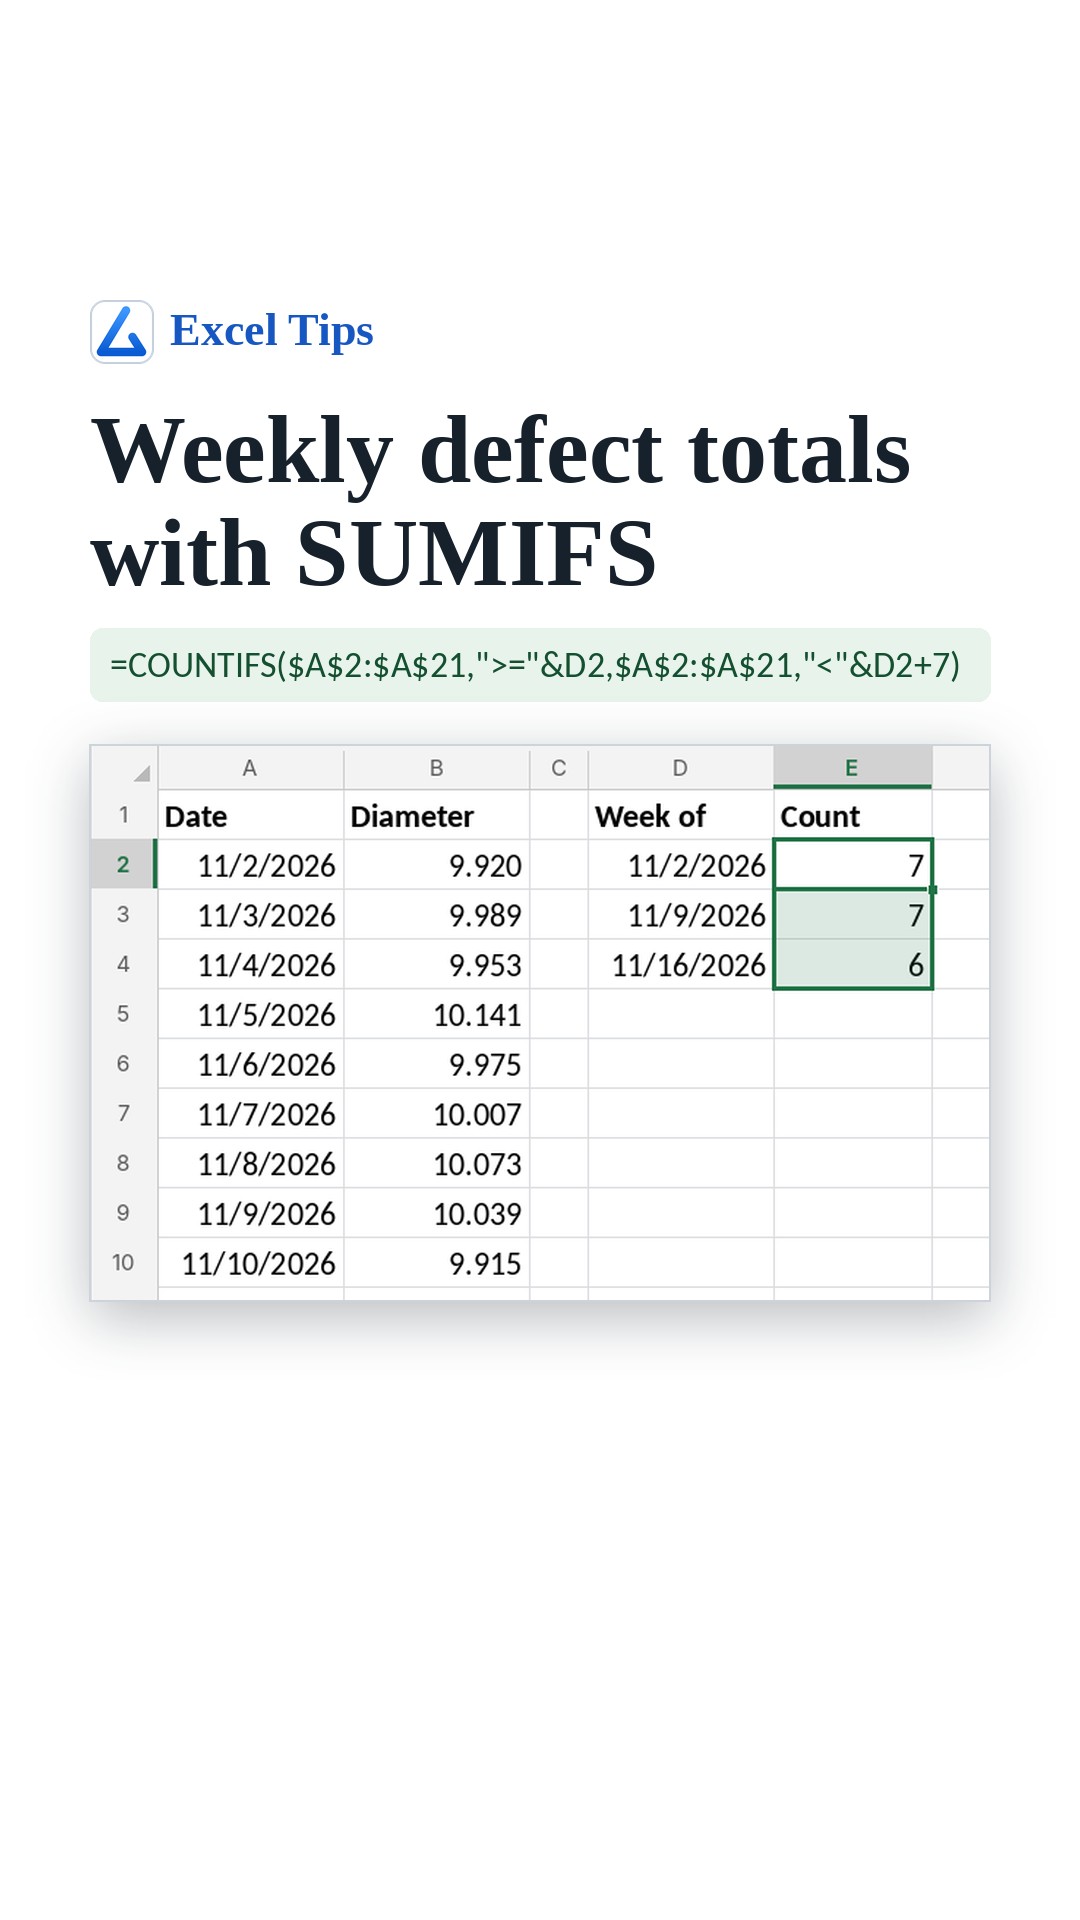 Excel Tips
Weekly defect totals
with SUMIFS
=COUNTIFS($A$2:$A$21,">="&D2,$A$2:$A$21,"<"&D2+7)
A B C D E
1 Date Diameter Week of Count
2 11/2/2026 9.920 11/2/2026 7
3 11/3/2026 9.989 11/9/2026 7
4 11/4/2026 9.953 11/16/2026 6
5 11/5/2026 10.141
6 11/6/2026 9.975
7 11/7/2026 10.007
8 11/8/2026 10.073
9 11/9/2026 10.039
10 11/10/2026 9.915